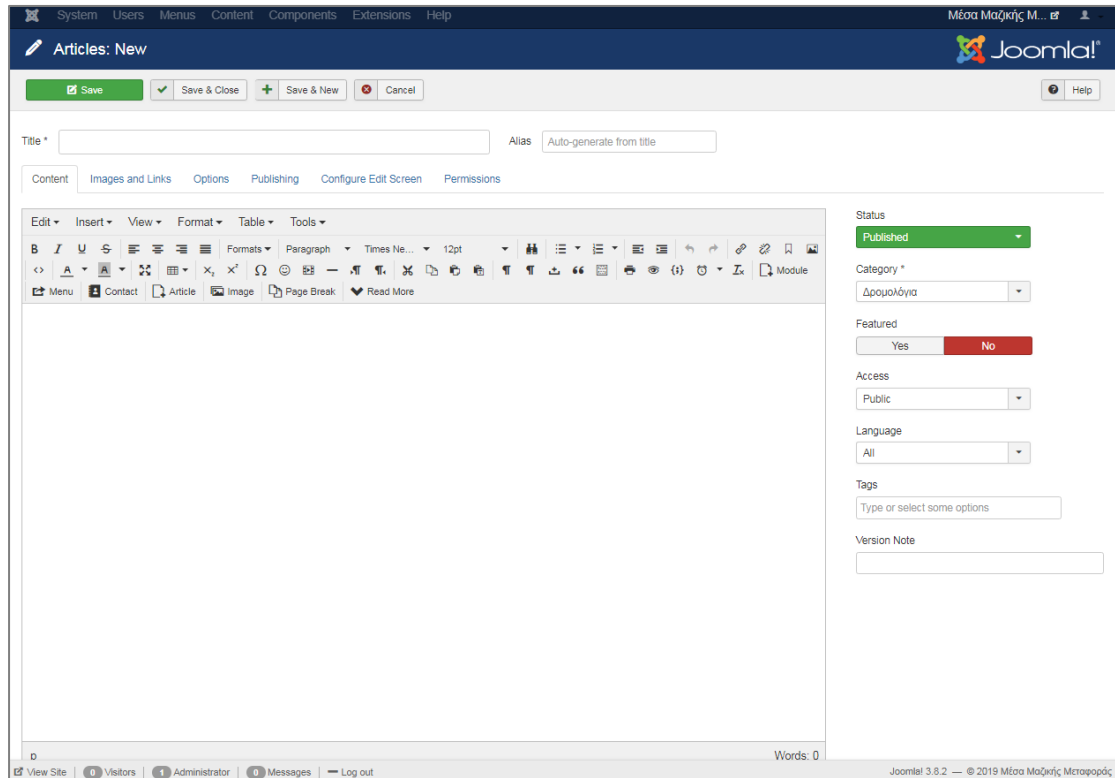 System Users Menus Content Components Extensions Help Μέσα Μαζικής Μ...
Articles: New Joomla!®
Save Save & Close Save & New Cancel Help
Title * Alias Auto-generate from title
Content Images and Links Options Publishing Configure Edit Screen Permissions
Edit Insert View Format Table Tools
B I U S Formats Paragraph Times Ne... 12pt
A A X₂ X² Ω Module
Menu Contact Article Image Page Break Read More
Status
Published
Category *
Δρομολόγια
Featured
Yes No
Access
Public
Language
All
Tags
Type or select some options
Version Note
p Words: 0
View Site 0 Visitors 1 Administrator 0 Messages Log out Joomla! 3.8.2 — © 2019 Μέσα Μαζικής Μεταφοράς